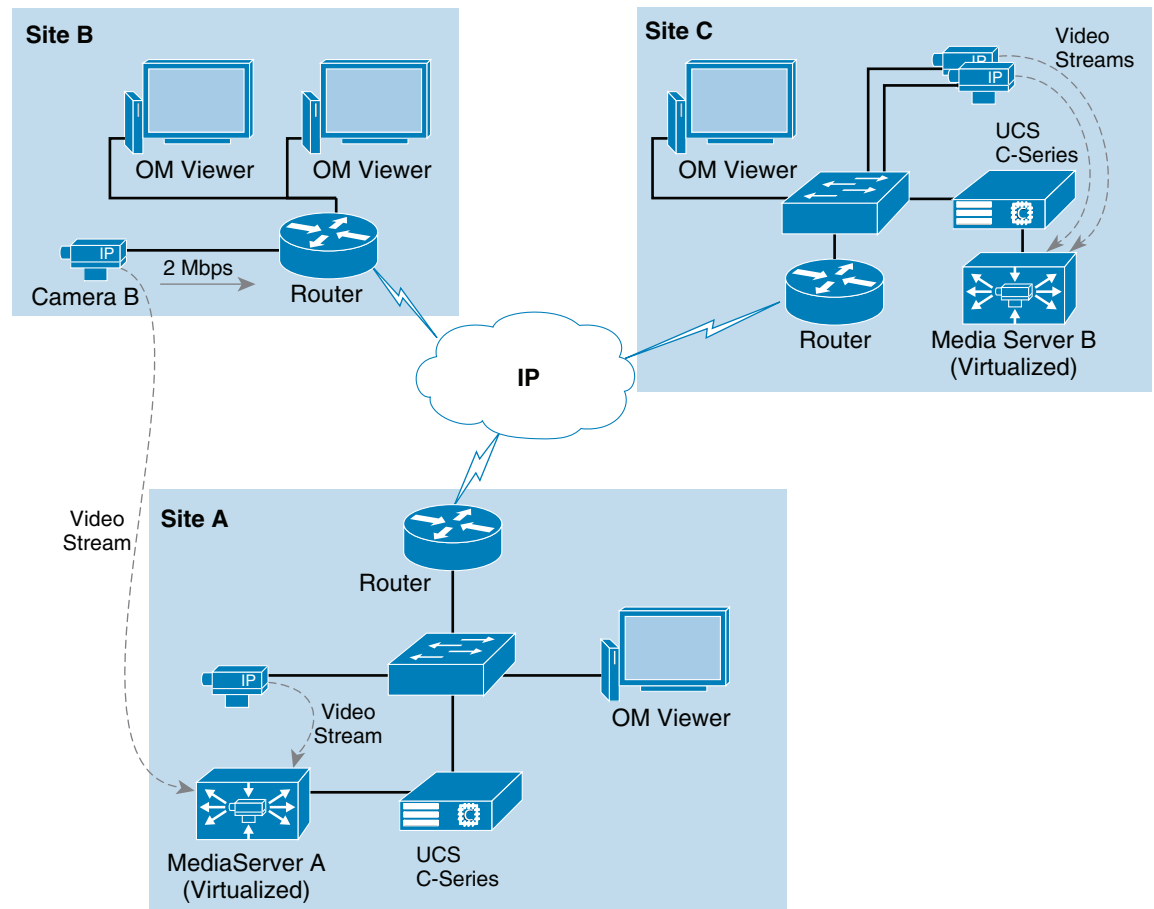 Site B
OM Viewer
OM Viewer
IP
2 Mbps
Camera B
Router
Site C
IP
IP
Video
Streams
OM Viewer
UCS
C-Series
Router
Media Server B
(Virtualized)
IP
Video
Stream
Site A
Router
IP
Video
Stream
OM Viewer
MediaServer A
(Virtualized)
UCS
C-Series